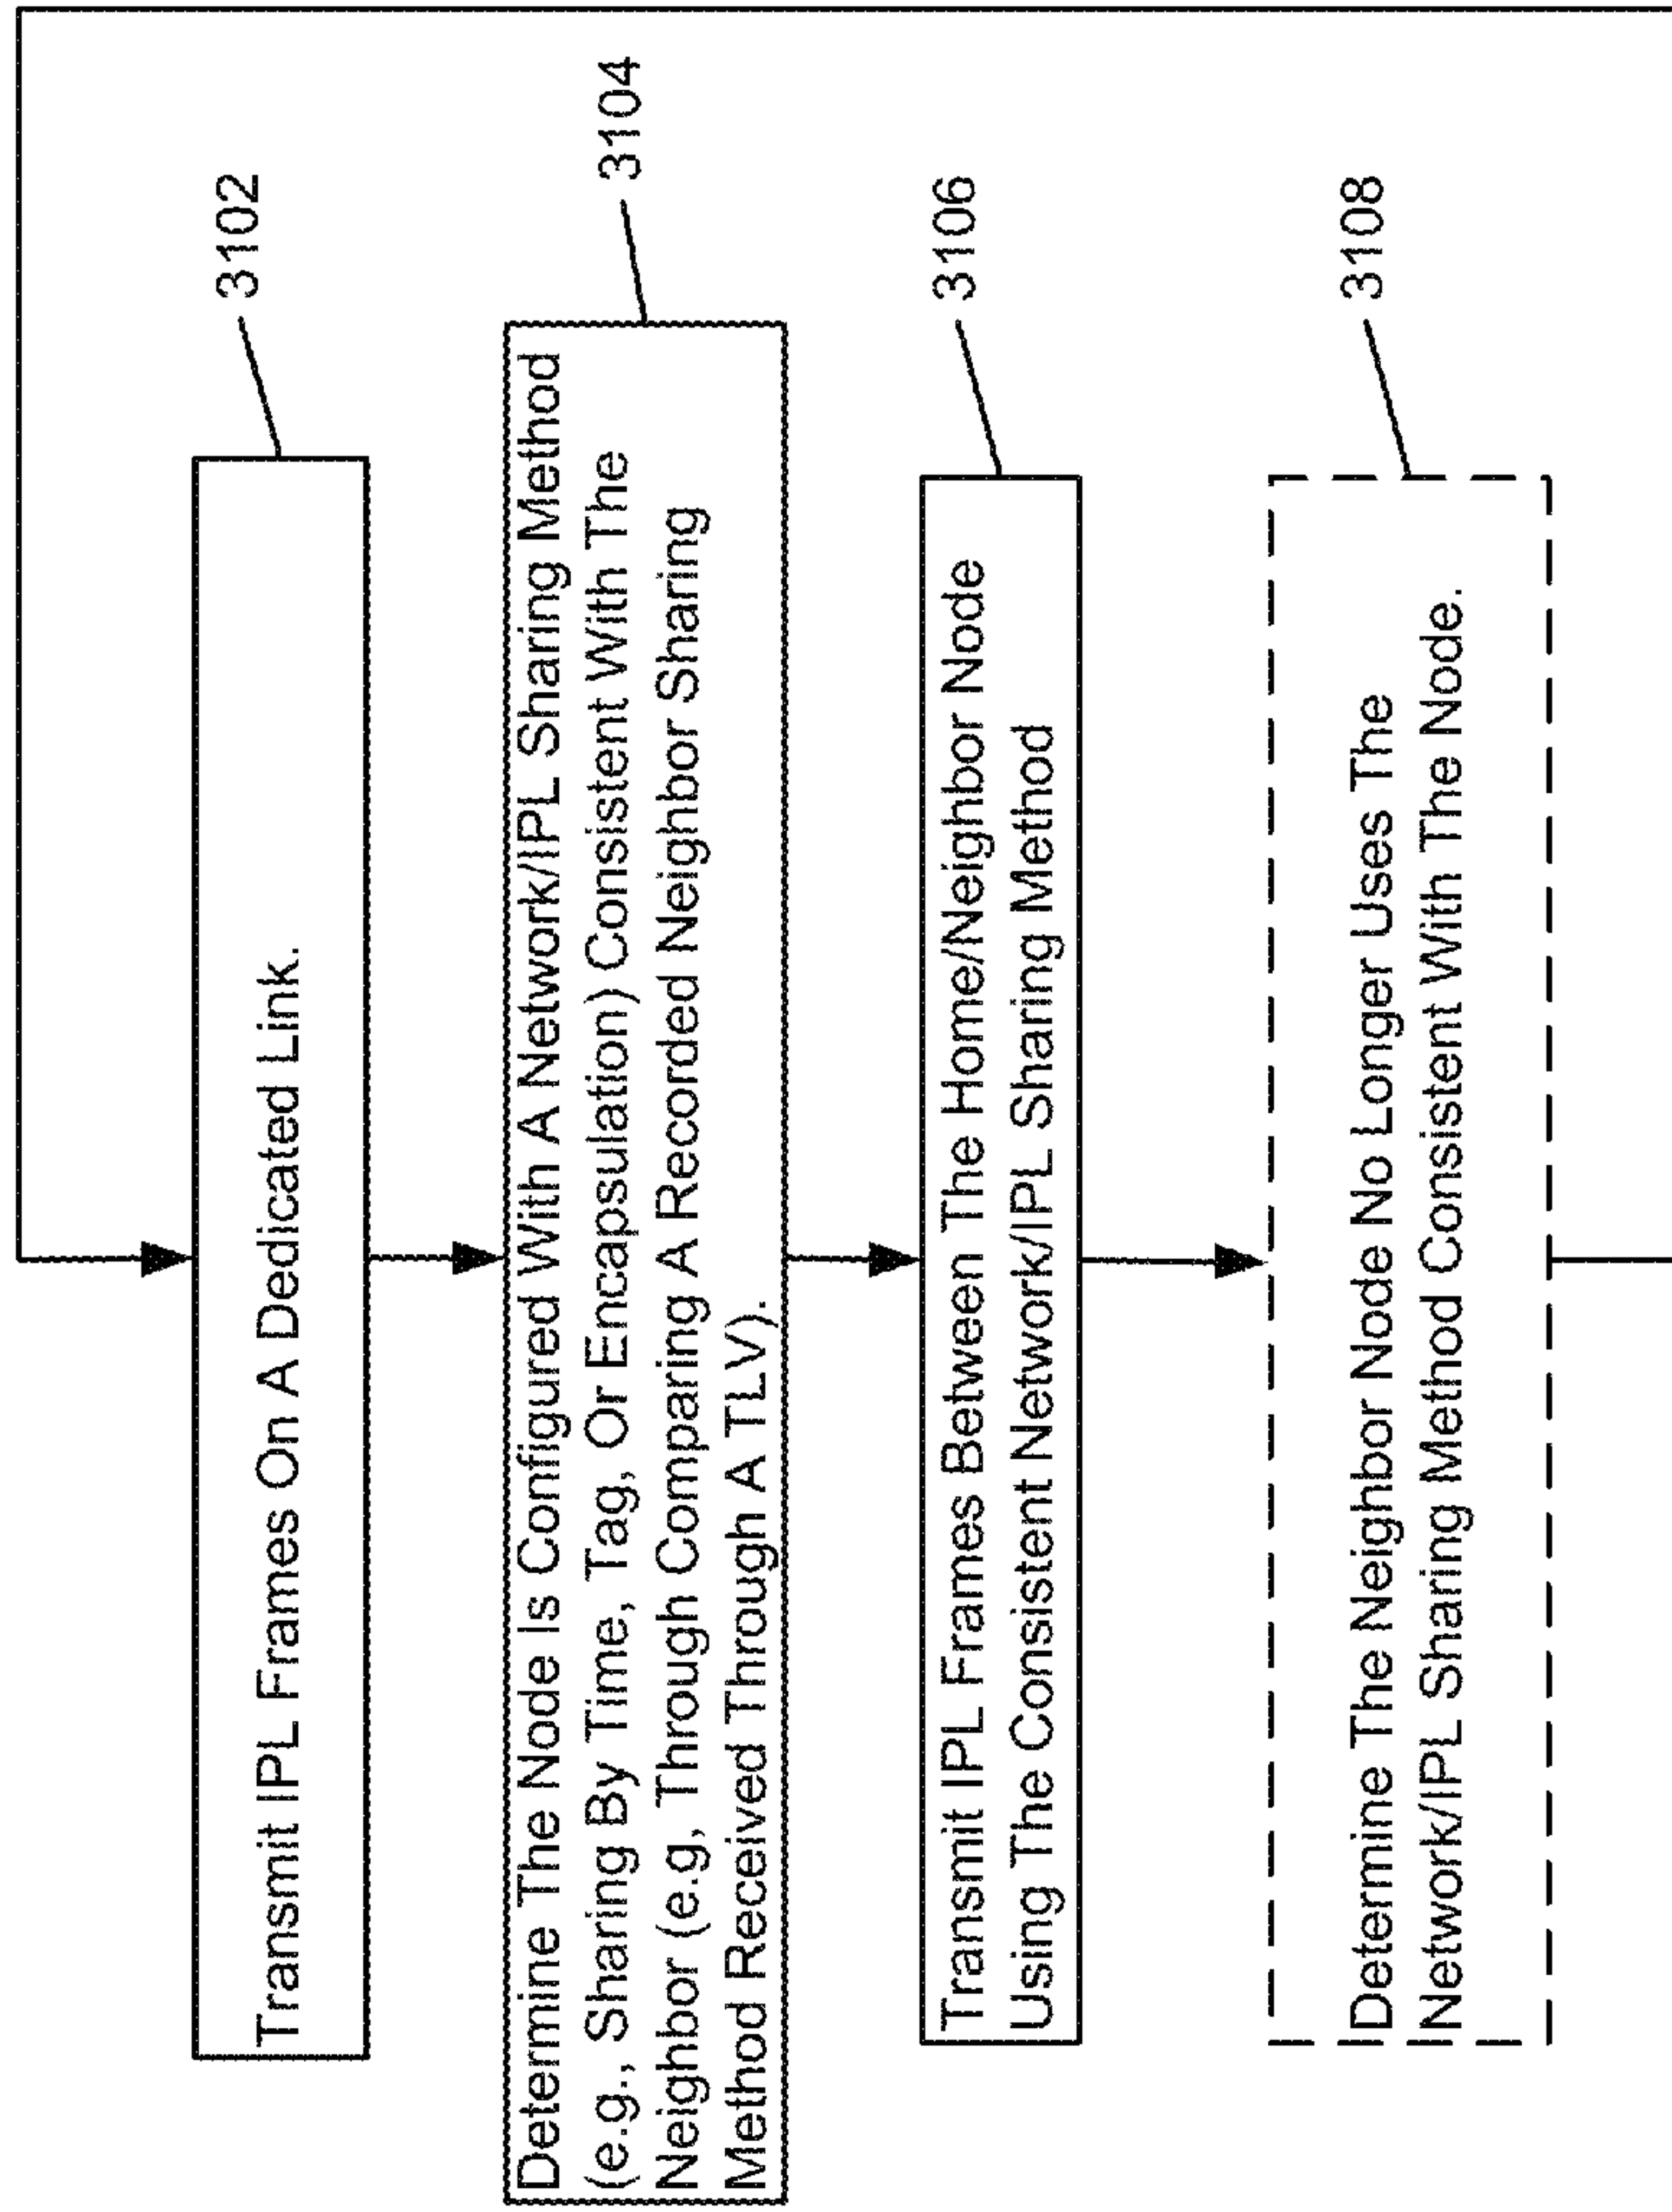 3102
Transmit IPL Frames On A Dedicated Link.
3104
Determine The Node Is Configured With A Network/IPL Sharing Method
(e.g., Sharing By Time, Tag, Or Encapsulation) Consistent With The
Neighbor (e.g, Through Comparing A Recorded Neighbor Sharing
Method Received Through A TLV).
3106
Transmit IPL Frames Between The Home/Neighbor Node
Using The Consistent Network/IPL Sharing Method
3108
Determine The Neighbor Node No Longer Uses The
Network/IPL Sharing Method Consistent With The Node.